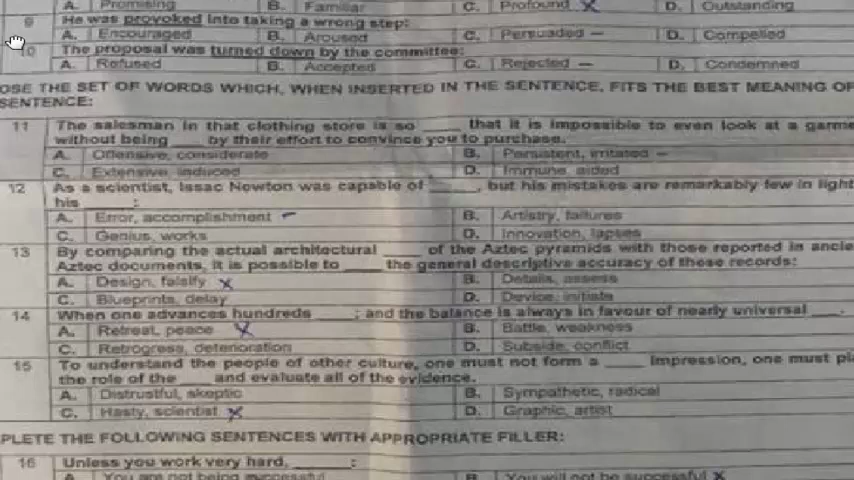 A. Promising B. Familiar C. Profound X D. Outstanding
9 He was provoked into taking a wrong step:
A. Encouraged B. Aroused C. Persuaded – D. Compelled
10 The proposal was turned down by the committee:
A. Refused B. Accepted C. Rejected – D. Condemned
OSE THE SET OF WORDS WHICH, WHEN INSERTED IN THE SENTENCE, FITS THE BEST MEANING OF
SENTENCE:
11 The salesman in that clothing store is so ____ that it is impossible to even look at a garme
without being ____ by their effort to convince you to purchase.
A. Offensive, considerate B. Persistent, irritated –
C. Extensive, induced D. Immune, aided
12 As a scientist, Issac Newton was capable of _____, but his mistakes are remarkably few in light
his _____:
A. Error, accomplishment – B. Artistry, failures
C. Genius, works D. Innovation, lapses
13 By comparing the actual architectural ____ of the Aztec pyramids with those reported in ancie
Aztec documents, it is possible to ____ the general descriptive accuracy of these records:
A. Design, falsify X B. Details, assess
C. Blueprints, delay D. Device, initiate
14 When one advances hundreds ____; and the balance is always in favour of nearly universal ____.
A. Retreat, peace X B. Battle, weakness
C. Retrogress, deterioration D. Subside, conflict
15 To understand the people of other culture, one must not form a ____ impression, one must pl
the role of the ____ and evaluate all of the evidence.
A. Distrustful, skeptic B. Sympathetic, radical
C. Hasty, scientist X D. Graphic, artist
PLETE THE FOLLOWING SENTENCES WITH APPROPRIATE FILLER:
16 Unless you work very hard, ______:
A. You are not being successful B. You will not be successful X